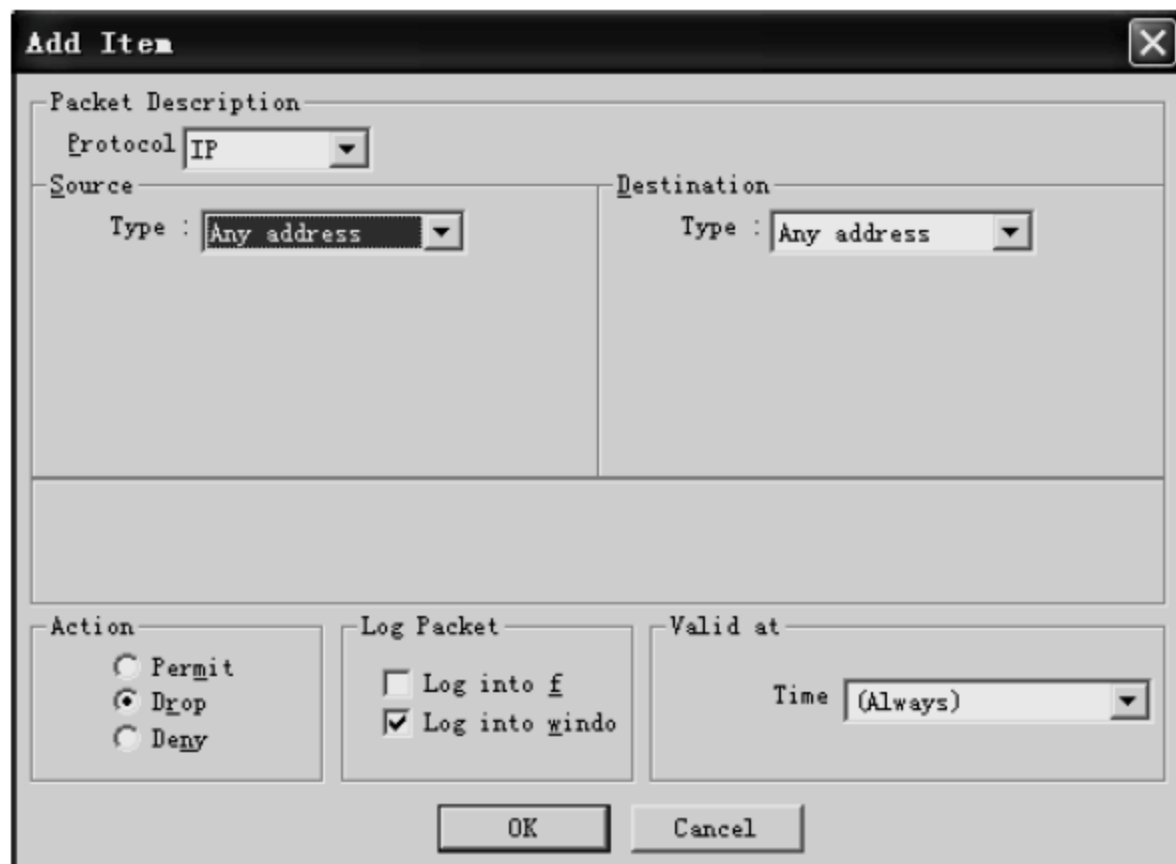 Add Item
Packet Description
Protocol IP
Source
Destination
Type : Any address
Type : Any address
Action
Permit
Drop
Deny
Log Packet
Log into f
Log into windo
Valid at
Time (Always)
OK
Cancel